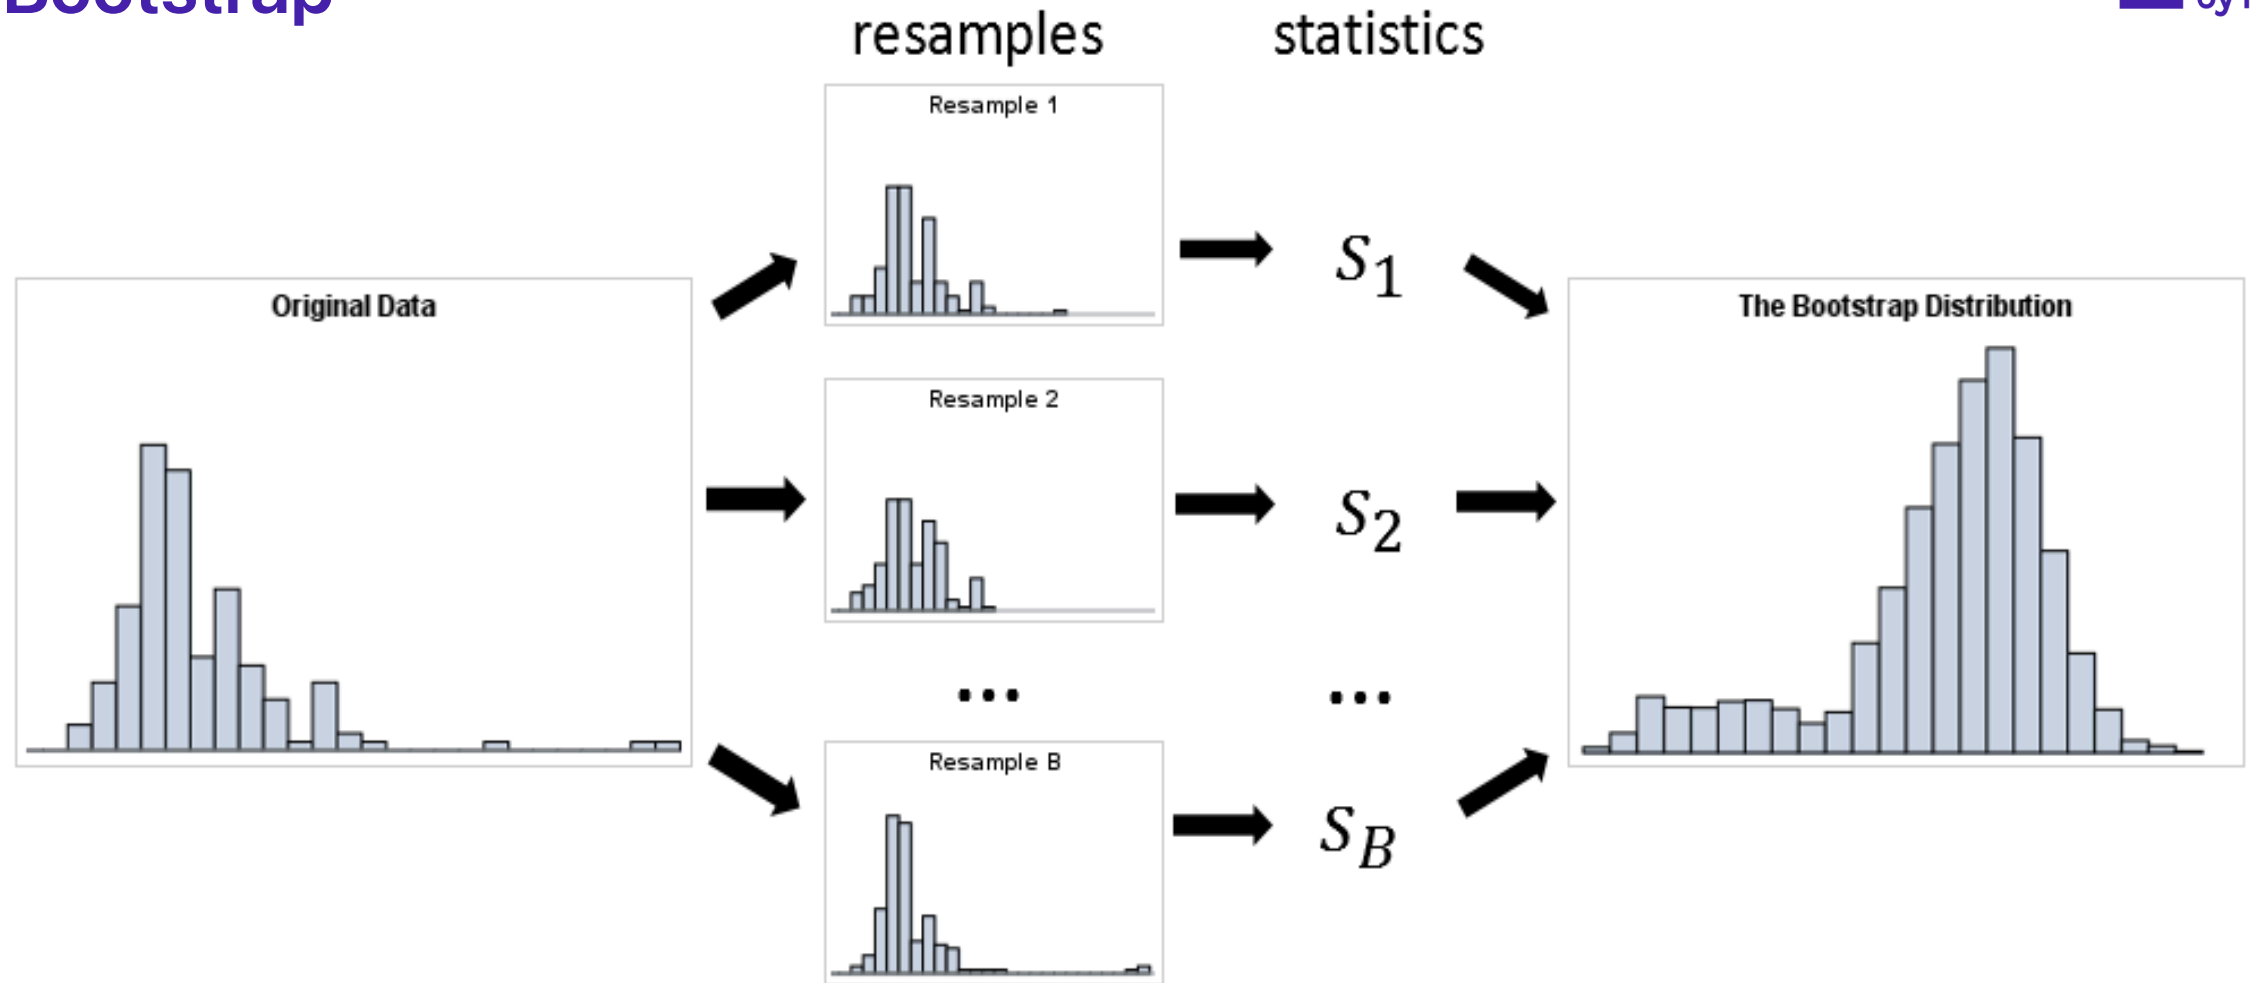 Bootstrap
resamples
statistics
Resample 1
S1
Original Data
The Bootstrap Distribution
Resample 2
S2
...
...
Resample B
SB